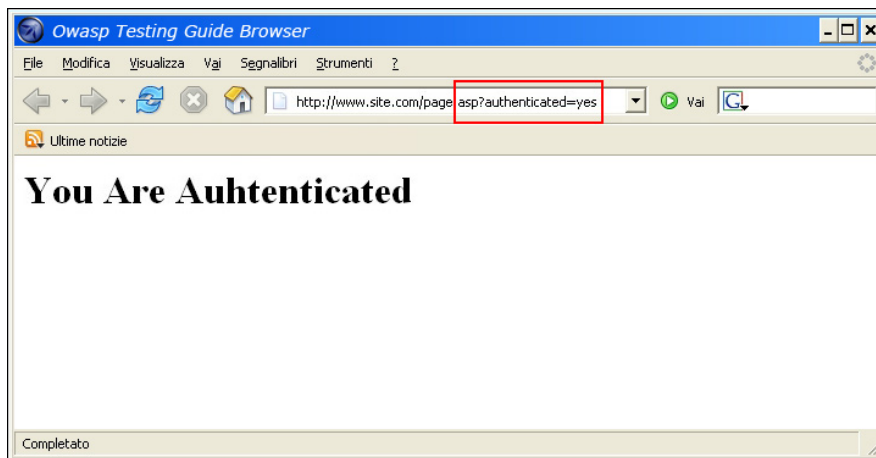 Owasp Testing Guide Browser
File Modifica Visualizza Vai Segnalibri Strumenti ?
http://www.site.com/page.asp?authenticated=yes Vai G
Ultime notizie
You Are Auhtenticated
Completato